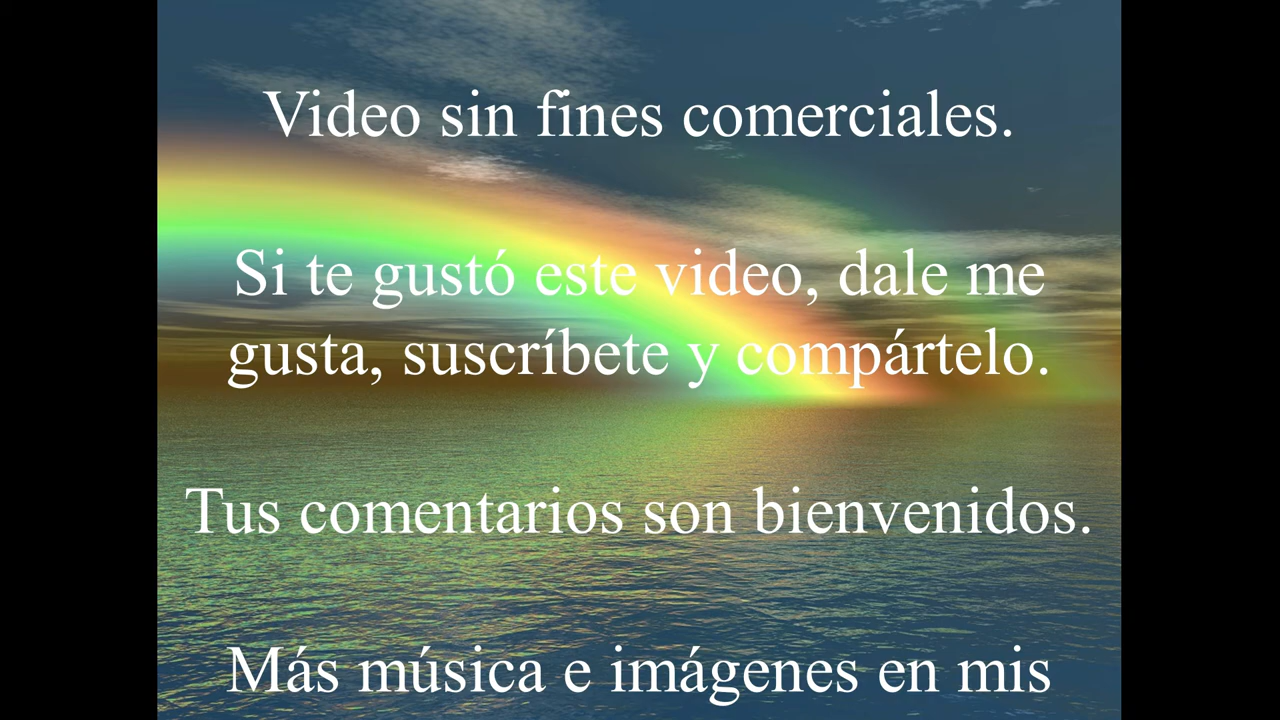 Video sin fines comerciales.
Si te gustó este video, dale me
gusta, suscríbete y compártelo.
Tus comentarios son bienvenidos.
Más música e imágenes en mis